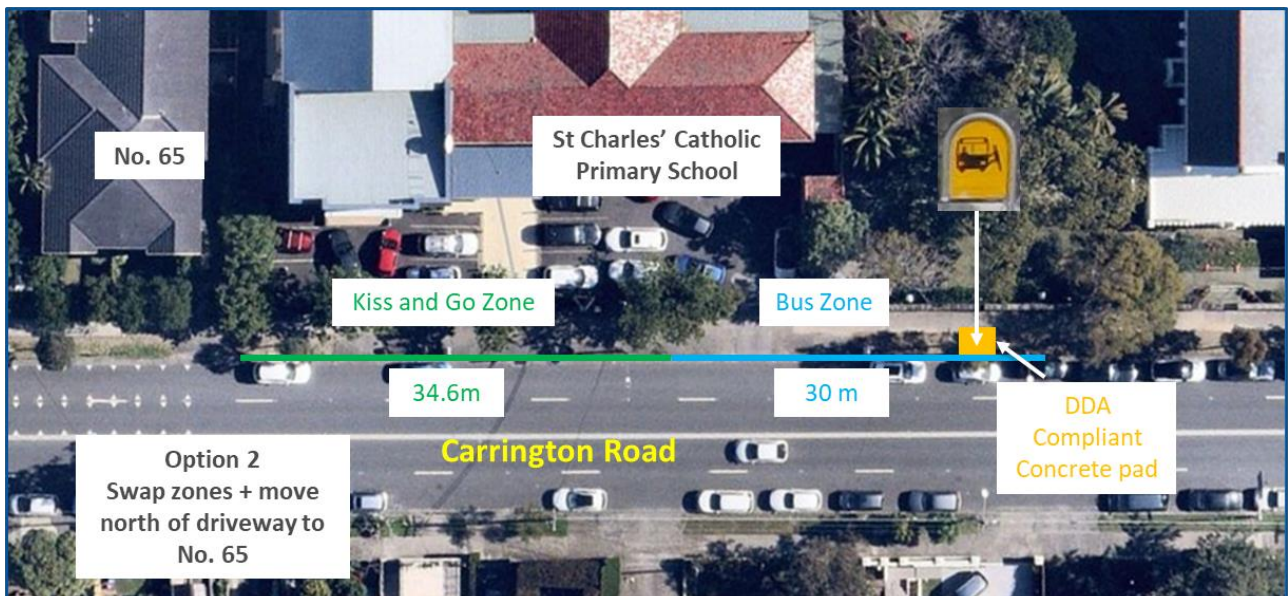 No. 65
St Charles’ Catholic
Primary School
Kiss and Go Zone
Bus Zone
34.6m
30 m
Carrington Road
DDA
Compliant
Concrete pad
Option 2
Swap zones + move
north of driveway to
No. 65